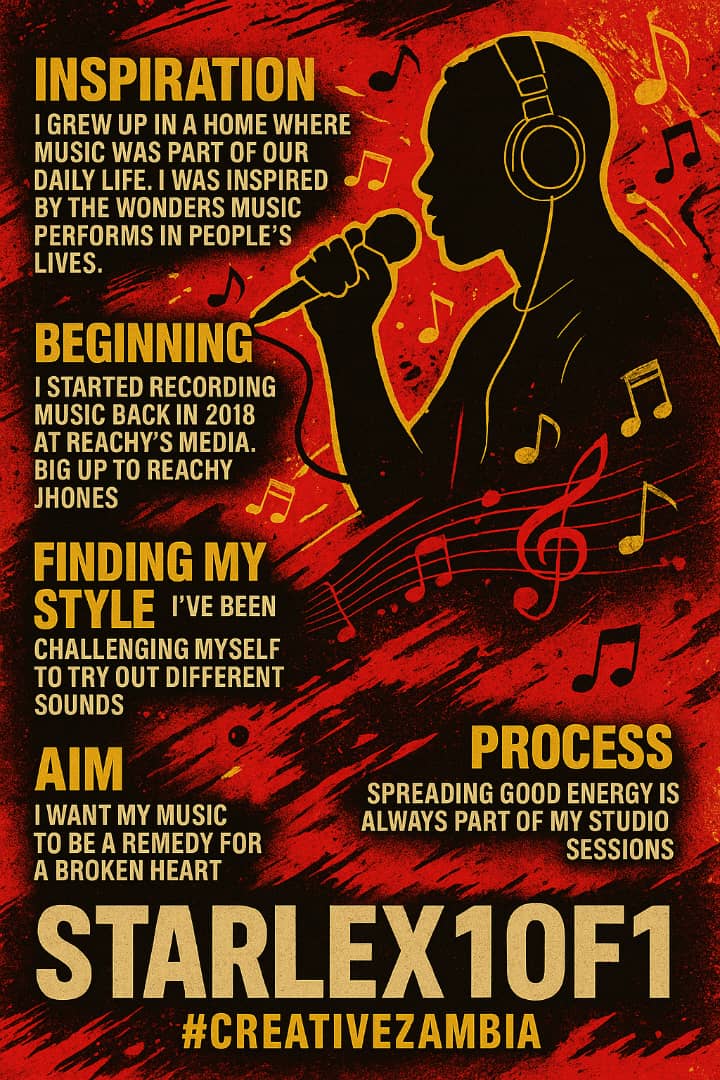 INSPIRATION
I GREW UP IN A HOME WHERE
MUSIC WAS PART OF OUR
DAILY LIFE. I WAS INSPIRED
BY THE WONDERS MUSIC
PERFORMS IN PEOPLE'S
LIVES.
BEGINNING
I STARTED RECORDING
MUSIC BACK IN 2018
AT REACHY'S MEDIA.
BIG UP TO REACHY
JHONES
FINDING MY
STYLE I'VE BEEN
CHALLENGING MYSELF
TO TRY OUT DIFFERENT
SOUNDS
AIM
I WANT MY MUSIC
TO BE A REMEDY FOR
A BROKEN HEART
PROCESS
SPREADING GOOD ENERGY IS
ALWAYS PART OF MY STUDIO
SESSIONS
STARLEX1OF1
#CREATIVEZAMBIA